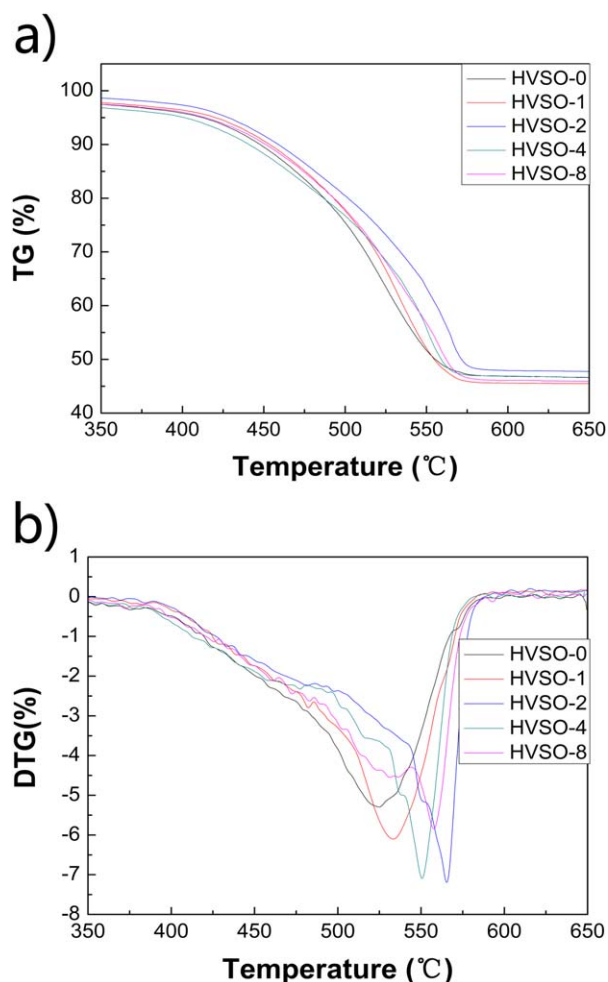 a)
TG (%)
100
90
80
70
60
50
40
HVSO-0
HVSO-1
HVSO-2
HVSO-4
HVSO-8
350 400 450 500 550 600 650
Temperature (℃)
b)
DTG(%)
1
0
-1
-2
-3
-4
-5
-6
-7
-8
HVSO-0
HVSO-1
HVSO-2
HVSO-4
HVSO-8
350 400 450 500 550 600 650
Temperature (℃)